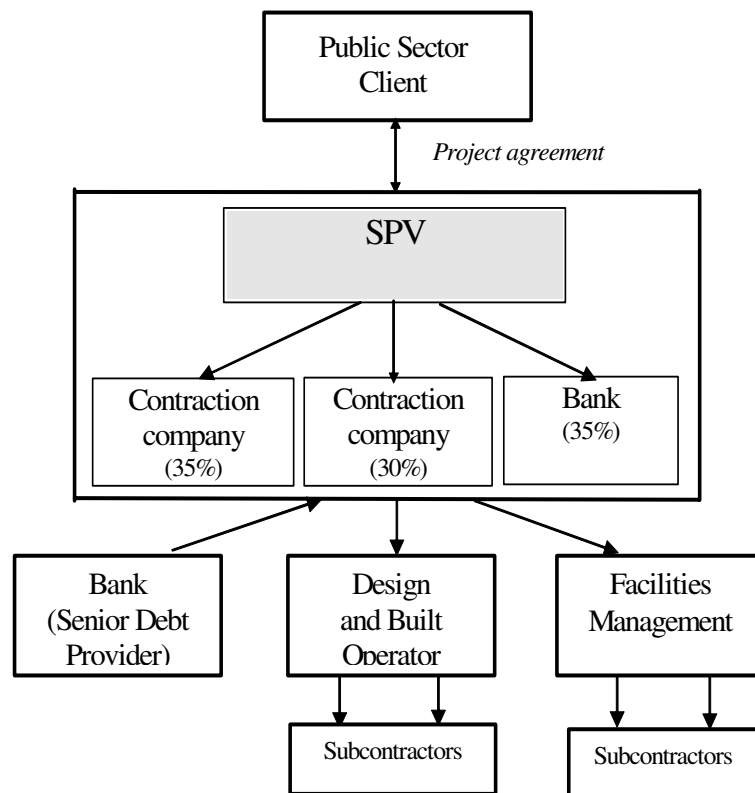 Public Sector
Client
Project agreement
SPV
Contraction
company
(35%)
Contraction
company
(30%)
Bank
(35%)
Bank
(Senior Debt
Provider)
Design
and Built
Operator
Facilities
Management
Subcontractors
Subcontractors